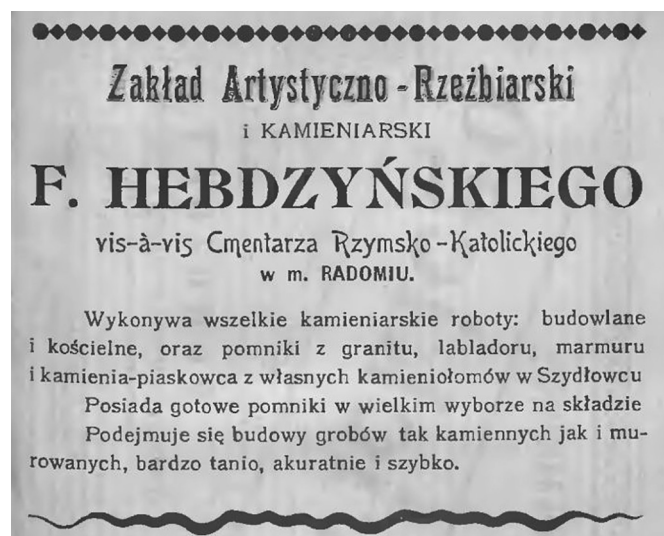 Zakład Artystyczno-Rzeźbiarski
i KAMIENIARSKI
F. HEBDZYŃSKIEGO
vis-à-vis Cmentarza Rzymsko-Katolickiego
w m. RADOMIU.
Wykonywa wszelkie kamieniarskie roboty: budowlane
i kościelne, oraz pomniki z granitu, labladoru, marmuru
i kamienia-piaskowca z własnych kamieniołomów w Szydłowcu
Posiada gotowe pomniki w wielkim wyborze na składzie
Podejmuje się budowy grobów tak kamiennych jak i mu-
rowanych, bardzo tanio, akuratnie i szybko.